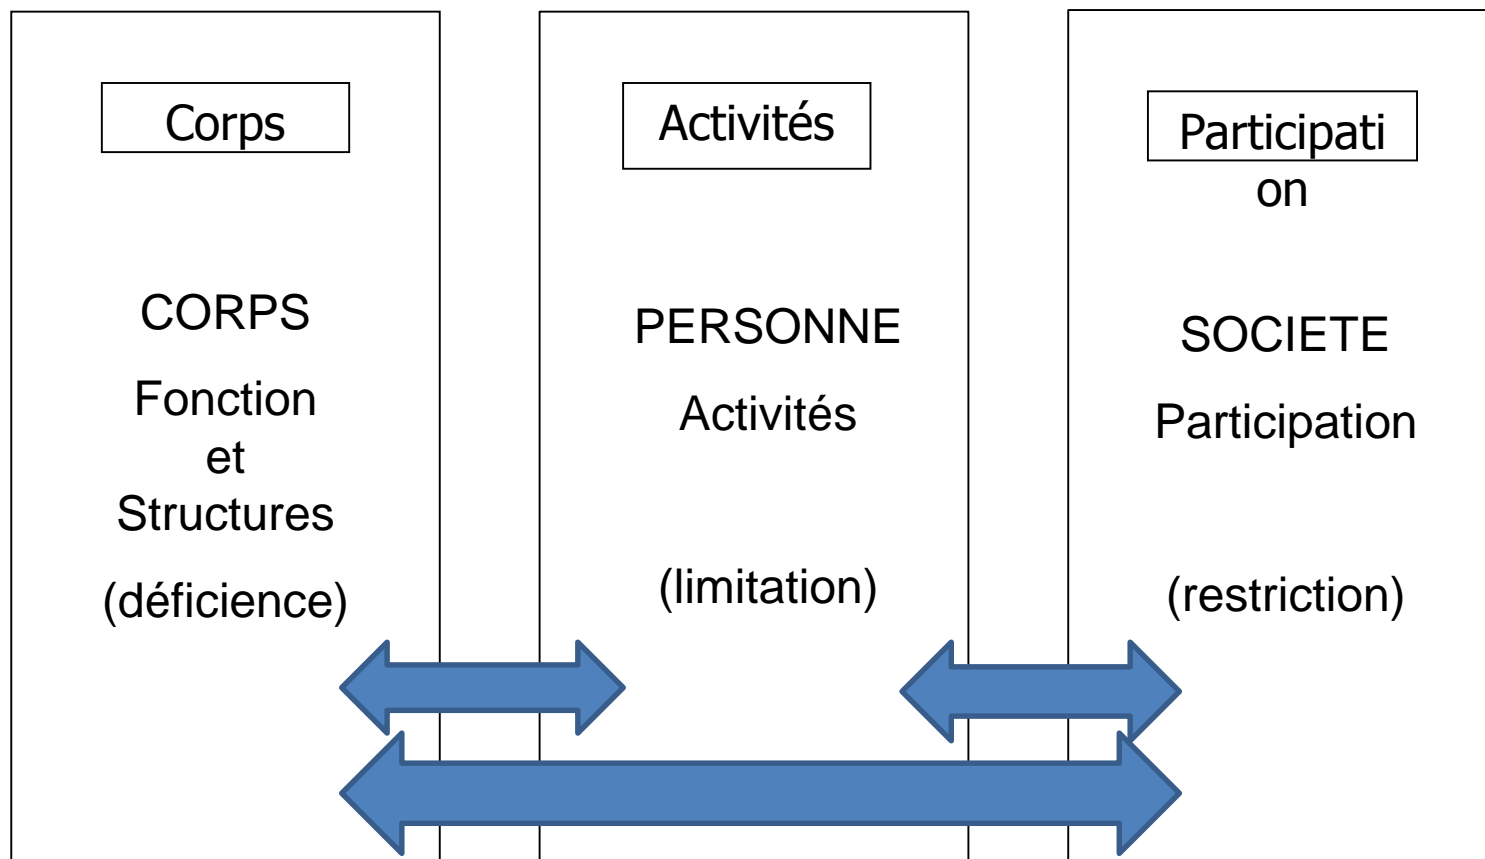 Corps
CORPS
Fonction
et
Structures
(déficience)
Activités
PERSONNE
Activités
(limitation)
Participati
on
SOCIETE
Participation
(restriction)